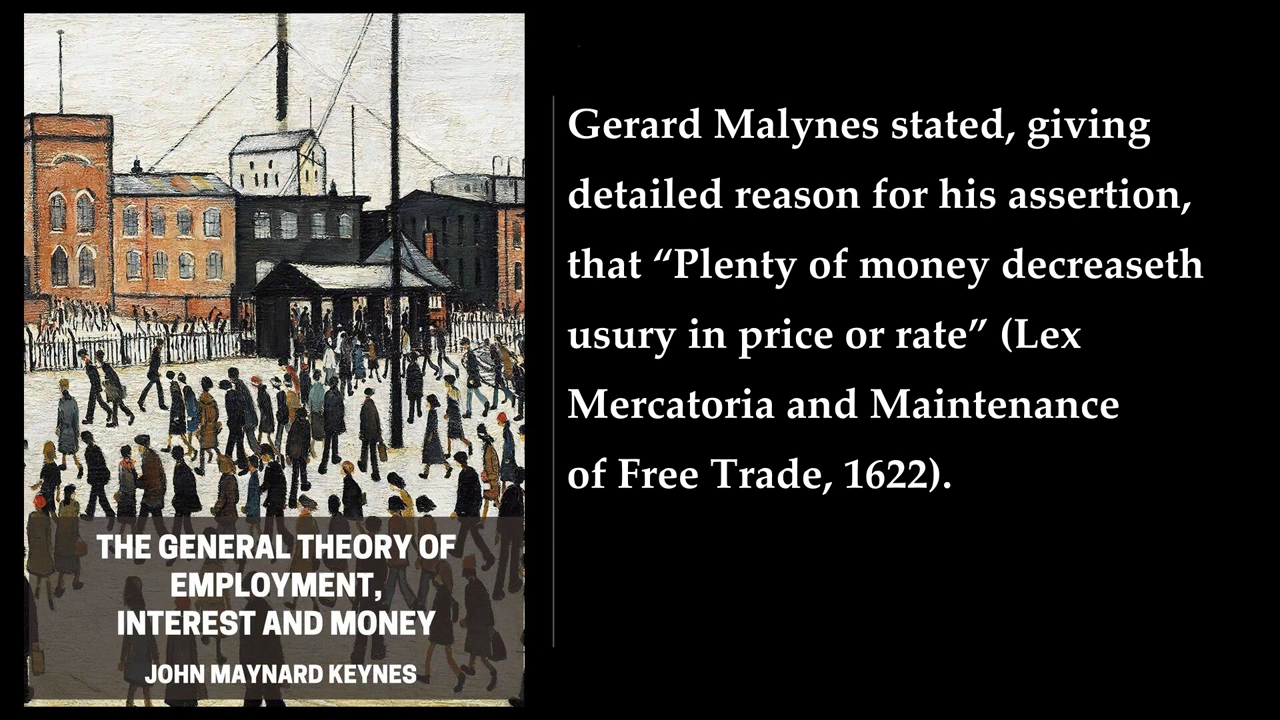 THE GENERAL THEORY OF
EMPLOYMENT,
INTEREST AND MONEY
JOHN MAYNARD KEYNES
Gerard Malynes stated, giving
detailed reason for his assertion,
that “Plenty of money decreaseth
usury in price or rate” (Lex
Mercatoria and Maintenance
of Free Trade, 1622).